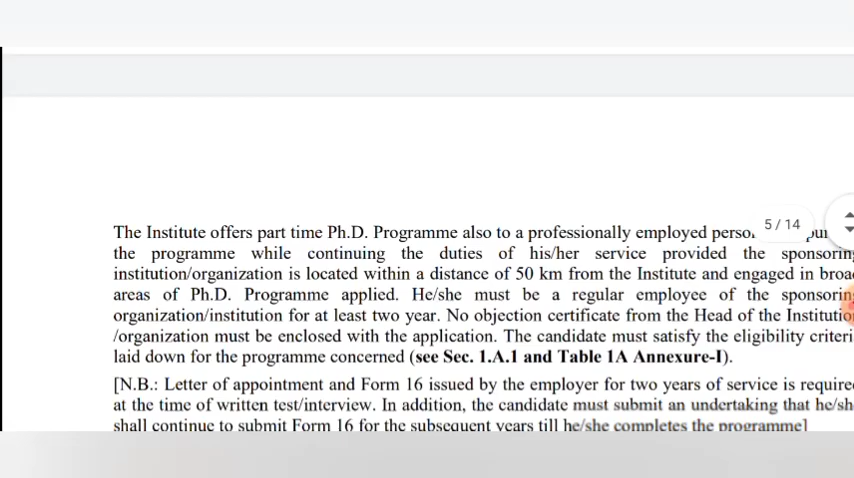 5 / 14
The Institute offers part time Ph.D. Programme also to a professionally employed
the programme while continuing the duties of his/her service provided the sponsorin
institution/organization is located within a distance of 50 km from the Institute and engaged in broa
areas of Ph.D. Programme applied. He/she must be a regular employee of the sponsorin
organization/institution for at least two year. No objection certificate from the Head of the Institutio
/organization must be enclosed with the application. The candidate must satisfy the eligibility criteri
laid down for the programme concerned (see Sec. 1.A.1 and Table 1A Annexure-I).
[N.B.: Letter of appointment and Form 16 issued by the employer for two years of service is require
at the time of written test/interview. In addition, the candidate must submit an undertaking that he/sh
shall continue to submit Form 16 for the subsequent years till he/she completes the programme]